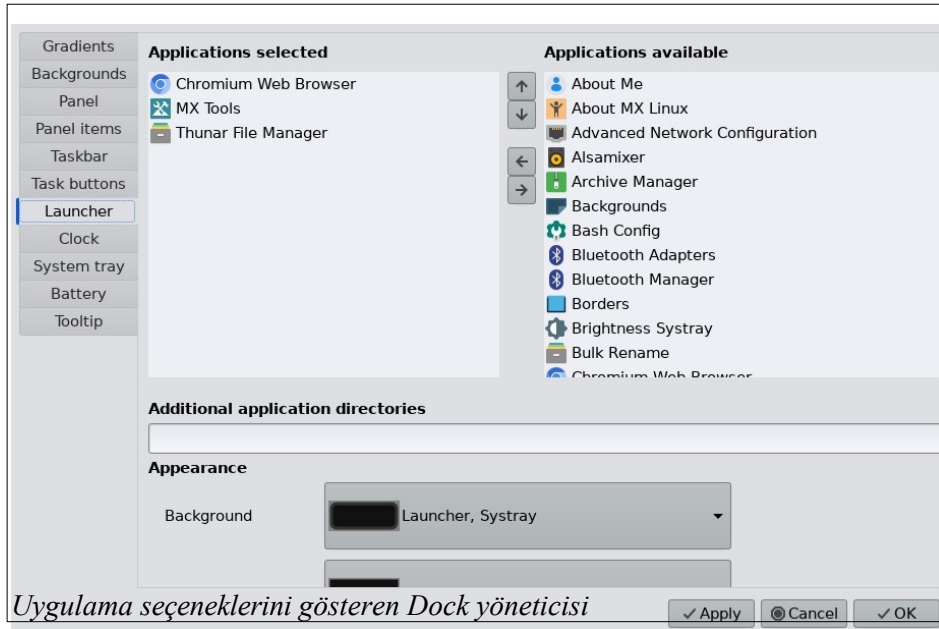 Gradients
Backgrounds
Panel
Panel items
Taskbar
Task buttons
Launcher
Clock
System tray
Battery
Tooltip
Applications selected
Chromium Web Browser
MX Tools
Thunar File Manager
Applications available
About Me
About MX Linux
Advanced Network Configuration
Alsamixer
Archive Manager
Backgrounds
Bash Config
Bluetooth Adapters
Bluetooth Manager
Borders
Brightness Systray
Bulk Rename
Chromium Web Browser
Additional application directories
Appearance
Background
Launcher, Systray
Uygulama seçeneklerini gösteren Dock yöneticisi
Apply
Cancel
OK